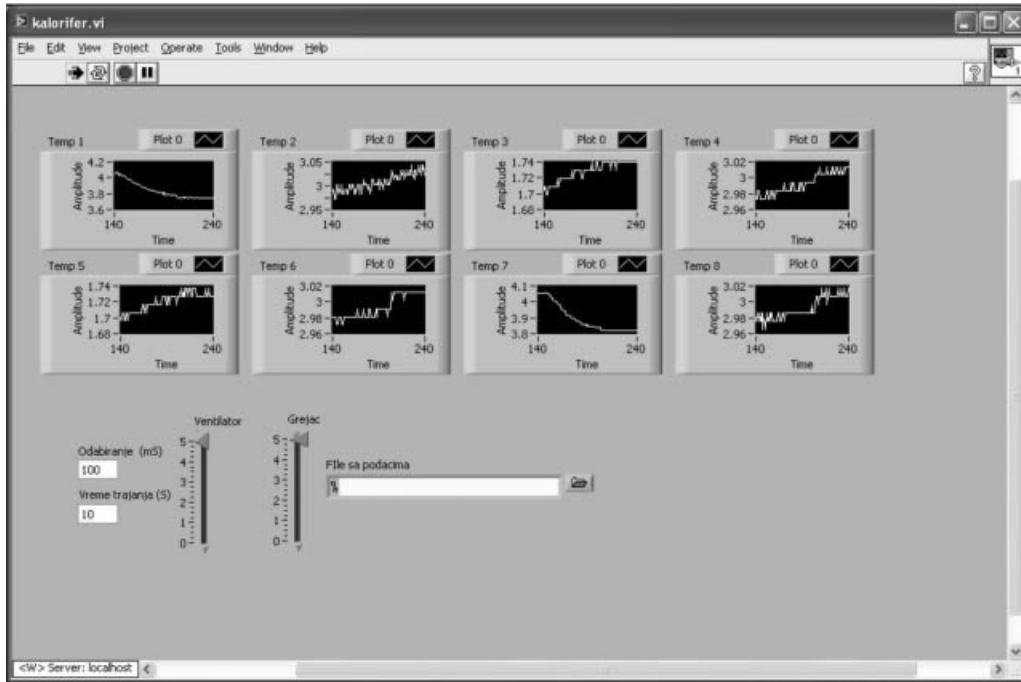 kalorifer.vi
File Edit View Project Operate Tools Window Help
?
1
Temp 1 Plot 0
Amplitude
4.2
4
3.8
3.6
140 240
Time
Temp 2 Plot 0
Amplitude
3.05
3
2.95
140 240
Time
Temp 3 Plot 0
Amplitude
1.74
1.72
1.7
1.68
140 240
Time
Temp 4 Plot 0
Amplitude
3.02
3
2.98
2.96
140 240
Time
Temp 5 Plot 0
Amplitude
1.74
1.72
1.7
1.68
140 240
Time
Temp 6 Plot 0
Amplitude
3.02
3
2.98
2.96
140 240
Time
Temp 7 Plot 0
Amplitude
4.1
4
3.9
3.8
140 240
Time
Temp 8 Plot 0
Amplitude
3.02
3
2.98
2.96
140 240
Time
Odabiranje (mS)
100
Vreme trajanja (S)
10
Ventilator
5
4
3
2
1
0
Grejac
5
4
3
2
1
0
FIle sa podacima
<W> Server: localhost